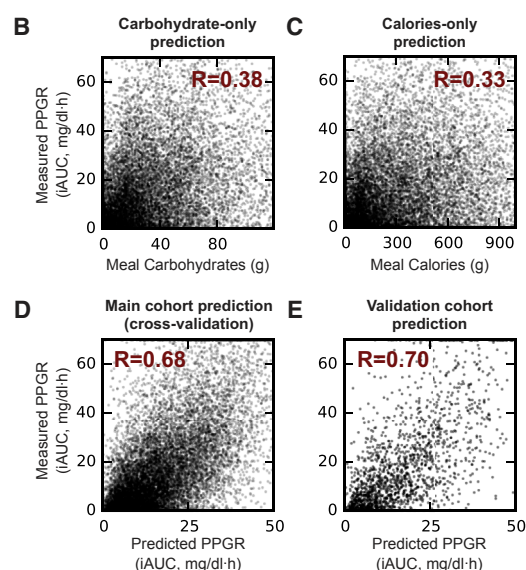 B
Carbohydrate-only
prediction
R=0.38
Measured PPGR
(iAUC, mg/dl·h)
60
40
20
0
0 40 80
Meal Carbohydrates (g)
C
Calories-only
prediction
R=0.33
60
40
20
0
0 300 600 900
Meal Calories (g)
D
Main cohort prediction
(cross-validation)
R=0.68
Measured PPGR
(iAUC, mg/dl·h)
60
40
20
0
0 25 50
Predicted PPGR
(iAUC, mg/dl·h)
E
Validation cohort
prediction
R=0.70
60
40
20
0
0 25 50
Predicted PPGR
(iAUC, mg/dl·h)